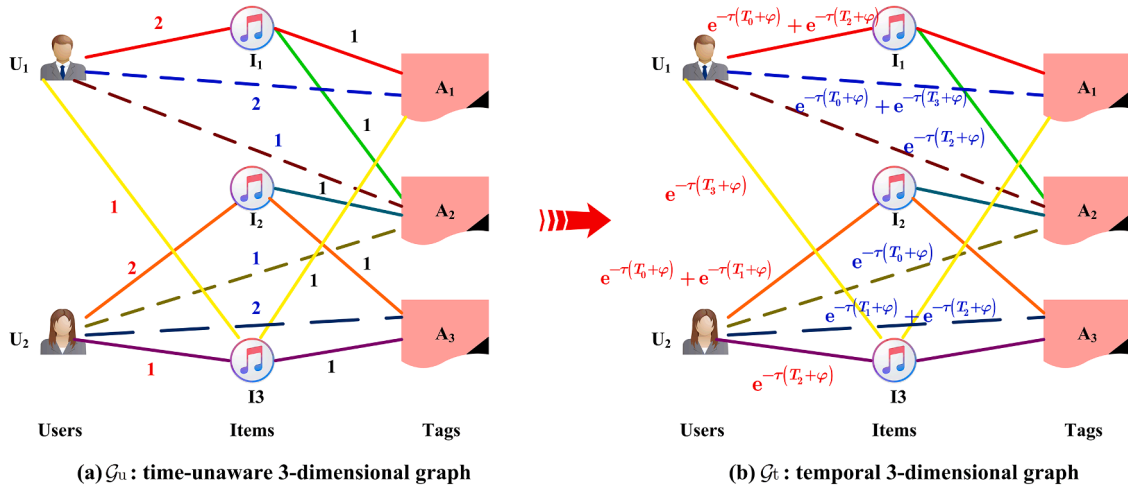 2
1
I₁
U₁
A₁
2
1
1
1
A₂
1
I₂
1
2
1
1
2
U₂
A₃
1
1
I3
Users Items Tags
(a) 𝒢u : time-unaware 3-dimensional graph
e^{-τ(T₀+φ)} + e^{-τ(T₂+φ)}
I₁
U₁
A₁
e^{-τ(T₀+φ)} + e^{-τ(T₃+φ)}
e^{-τ(T₂+φ)}
e^{-τ(T₃+φ)}
A₂
I₂
e^{-τ(T₀+φ)}
e^{-τ(T₀+φ)} + e^{-τ(T₁+φ)}
e^{-τ(T₁+φ)} + e^{-τ(T₂+φ)}
U₂
A₃
e^{-τ(T₂+φ)}
I3
Users Items Tags
(b) 𝒢t : temporal 3-dimensional graph